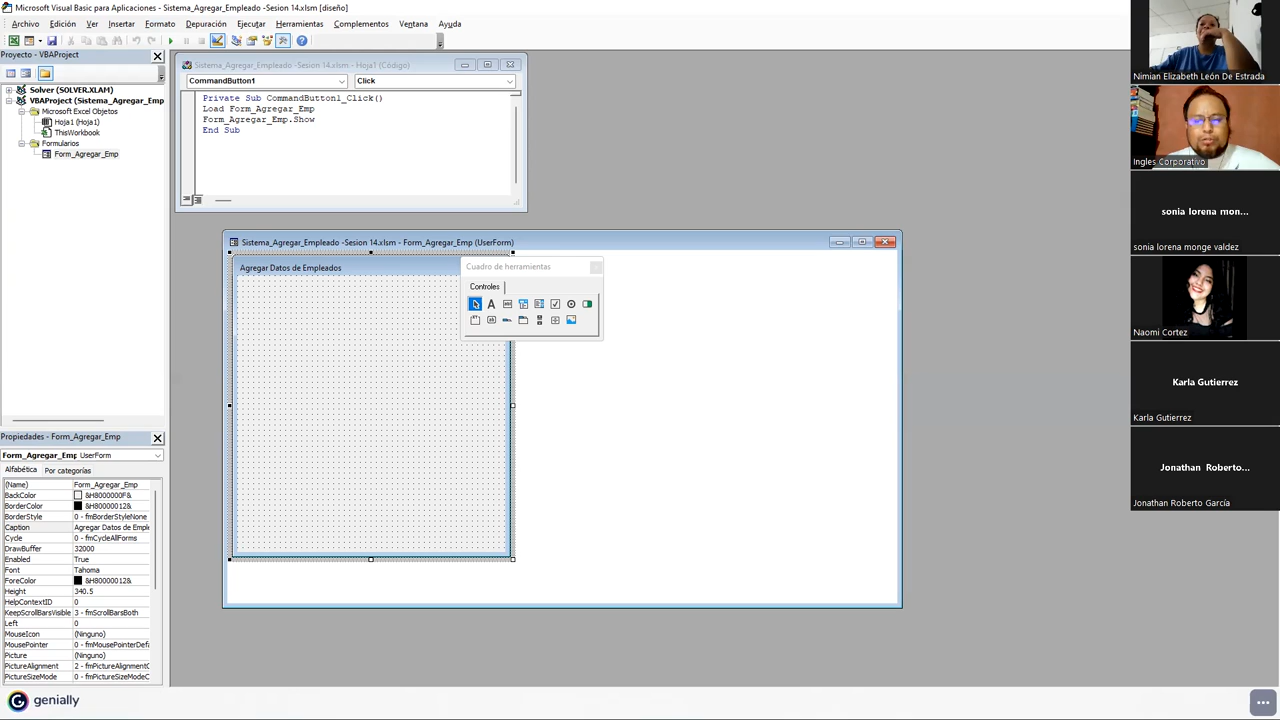 Microsoft Visual Basic para Aplicaciones - Sistema_Agregar_Empleado -Sesion 14.xlsm [diseño]
Archivo Edición Ver Insertar Formato Depuración Ejecutar Herramientas Complementos Ventana Ayuda
Proyecto - VBAProject
Solver (SOLVER.XLAM)
VBAProject (Sistema_Agregar_Emp
Microsoft Excel Objetos
Hoja1 (Hoja1)
ThisWorkbook
Formularios
Form_Agregar_Emp
Sistema_Agregar_Empleado -Sesion 14.xlsm - Hoja1 (Código)
CommandButton1 Click
Private Sub CommandButton1_Click()
Load Form_Agregar_Emp
Form_Agregar_Emp.Show
End Sub
Sistema_Agregar_Empleado -Sesion 14.xlsm - Form_Agregar_Emp (UserForm)
Agregar Datos de Empleados
Cuadro de herramientas
Controles
Propiedades - Form_Agregar_Emp
Form_Agregar_Emp UserForm
Alfabética Por categorías
(Name) Form_Agregar_Emp
BackColor &H8000000F&
BorderColor &H80000012&
BorderStyle 0 - fmBorderStyleNone
Caption Agregar Datos de Emple
Cycle 0 - fmCycleAllForms
DrawBuffer 32000
Enabled True
Font Tahoma
ForeColor &H80000012&
Height 340.5
HelpContextID 0
KeepScrollBarsVisible 3 - fmScrollBarsBoth
Left 0
MouseIcon (Ninguno)
MousePointer 0 - fmMousePointerDefa
Picture (Ninguno)
PictureAlignment 2 - fmPictureAlignmentC
PictureSizeMode 0 - fmPictureSizeModeC
Nimian Elizabeth León De Estrada
Ingles Corporativo
sonia lorena mon...
sonia lorena monge valdez
Naomi Cortez
Karla Gutierrez
Karla Gutierrez
Jonathan Roberto...
Jonathan Roberto García
genially